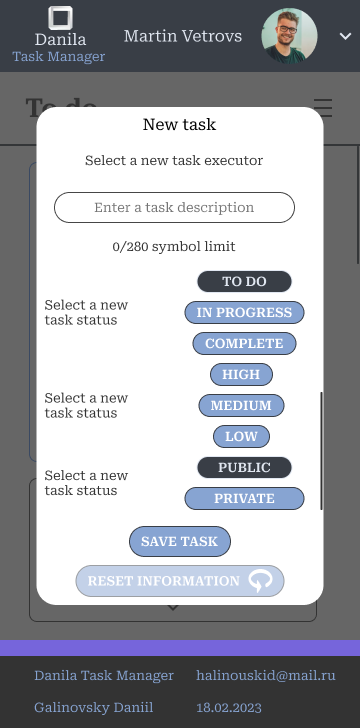 Danila
Task Manager
Martin Vetrovs
To do
New task
Select a new task executor
Enter a task description
0/280 symbol limit
Select a new
task status
TO DO
IN PROGRESS
COMPLETE
Select a new
task status
HIGH
MEDIUM
LOW
Select a new
task status
PUBLIC
PRIVATE
SAVE TASK
RESET INFORMATION
Danila Task Manager
halinouskid@mail.ru
Galinovsky Daniil
18.02.2023